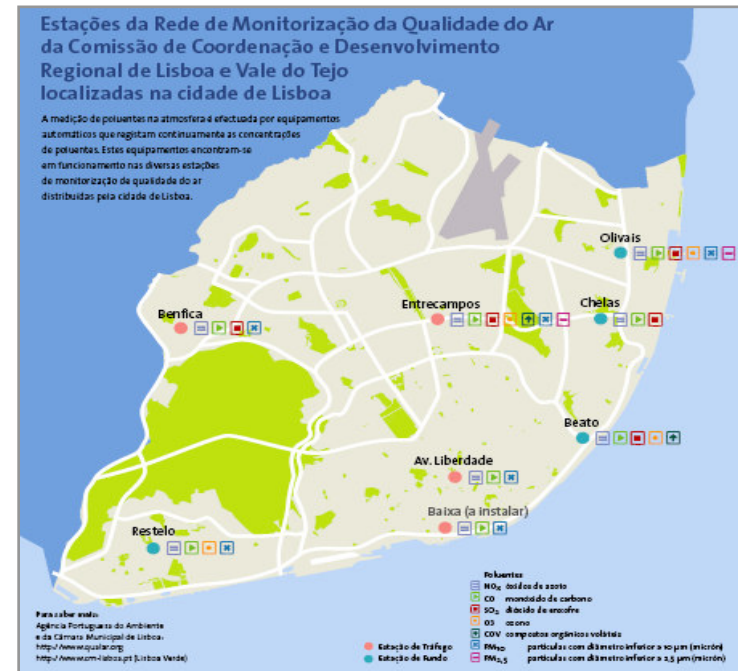 Estações da Rede de Monitorização da Qualidade do Ar
da Comissão de Coordenação e Desenvolvimento
Regional de Lisboa e Vale do Tejo
localizadas na cidade de Lisboa
A medição de poluentes na atmosfera é efectuada por equipamentos
automáticos que registam continuamente as concentrações
de poluentes. Estes equipamentos encontram-se
em funcionamento nas diversas estações
de monitorização de qualidade do ar
distribuídas pela cidade de Lisboa.
Olivais
Benfica
Entrecampos
Chelas
Beato
Av. Liberdade
Baixa (a instalar)
Restelo
Para saber mais:
Agência Portuguesa do Ambiente
e da Câmara Municipal de Lisboa:
http://www.qualar.org
http://www.cm-lisboa.pt (Lisboa Verde)
Estação de Tráfego
Estação de Fundo
Poluentes
NOx óxidos de azoto
CO monóxido de carbono
SO2 dióxido de enxofre
O3 ozono
COV compostos orgânicos voláteis
PM10 partículas com diâmetro inferior a 10 µm (micrón)
PM2,5 partículas com diâmetro inferior a 2,5 µm (micrón)